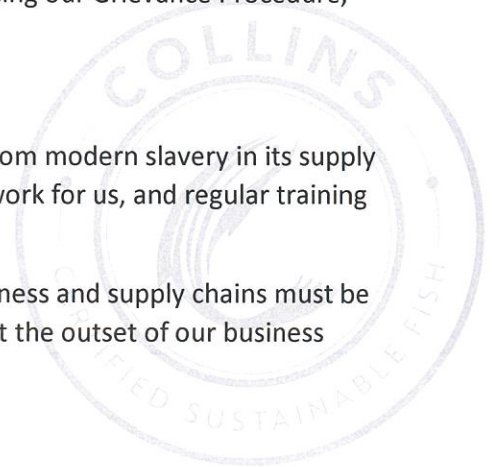 ing our Grievance Procedure,
COLLINS
om modern slavery in its supply
work for us, and regular training
ness and supply chains must be
t the outset of our business
CERTIFIED SUSTAINABLE FISH